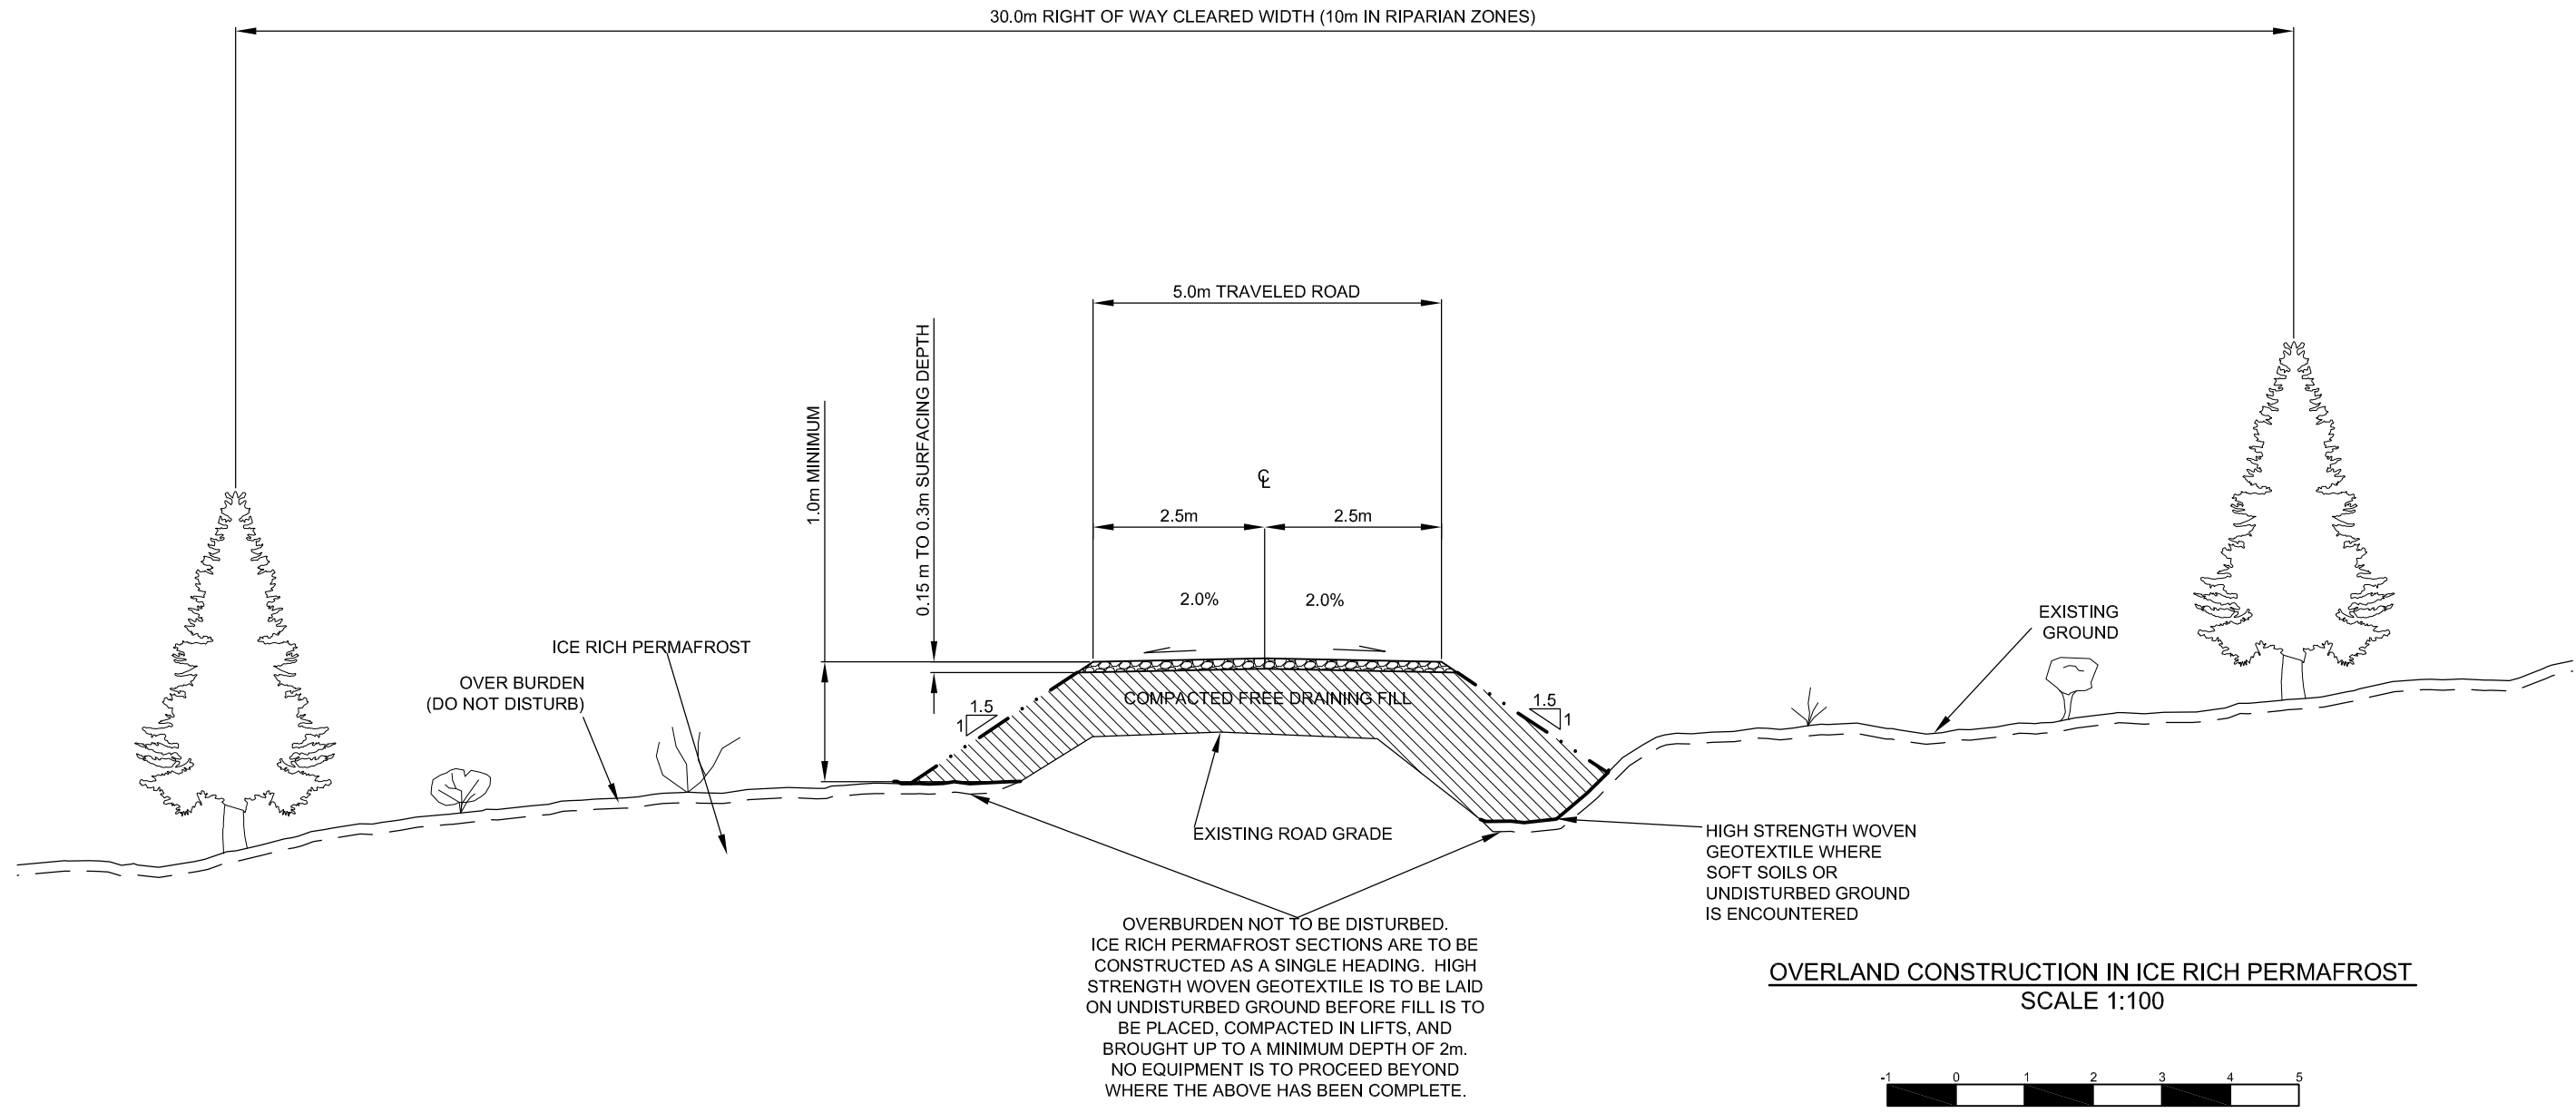 30.0m RIGHT OF WAY CLEARED WIDTH (10m IN RIPARIAN ZONES)
5.0m TRAVELED ROAD
0.15 m TO 0.3m SURFACING DEPTH
1.0m MINIMUM
℄
2.5m
2.5m
2.0%
2.0%
EXISTING
GROUND
ICE RICH PERMAFROST
OVER BURDEN
(DO NOT DISTURB)
COMPACTED FREE DRAINING FILL
1.5
1
1.5
1
EXISTING ROAD GRADE
HIGH STRENGTH WOVEN
GEOTEXTILE WHERE
SOFT SOILS OR
UNDISTURBED GROUND
IS ENCOUNTERED
OVERBURDEN NOT TO BE DISTURBED.
ICE RICH PERMAFROST SECTIONS ARE TO BE
CONSTRUCTED AS A SINGLE HEADING. HIGH
STRENGTH WOVEN GEOTEXTILE IS TO BE LAID
ON UNDISTURBED GROUND BEFORE FILL IS TO
BE PLACED, COMPACTED IN LIFTS, AND
BROUGHT UP TO A MINIMUM DEPTH OF 2m.
NO EQUIPMENT IS TO PROCEED BEYOND
WHERE THE ABOVE HAS BEEN COMPLETE.
OVERLAND CONSTRUCTION IN ICE RICH PERMAFROST
SCALE 1:100
-1 0 1 2 3 4 5